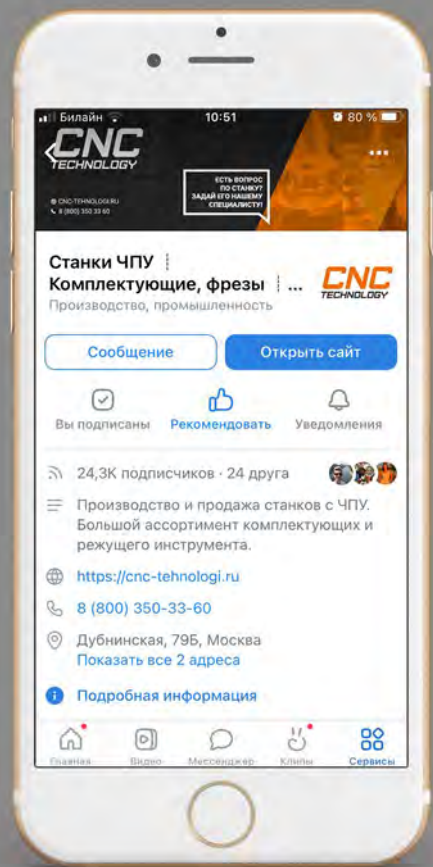 Билайн 10:51 80 %
CNC
TECHNOLOGY
ЕСТЬ ВОПРОС
ПО СТАНКУ?
ЗАДАЙ ЕГО НАШЕМУ
СПЕЦИАЛИСТУ!
CNC-TEHNOLOGI.RU
8 (800) 350 33 60
Станки ЧПУ ┊
Комплектующие, фрезы ┊ ...
CNC
TECHNOLOGY
Производство, промышленность
Сообщение Открыть сайт
Вы подписаны Рекомендовать Уведомления
24,3K подписчиков · 24 друга
Производство и продажа станков с ЧПУ.
Большой ассортимент комплектующих и
режущего инструмента.
https://cnc-tehnologi.ru
8 (800) 350-33-60
Дубнинская, 79Б, Москва
Показать все 2 адреса
Подробная информация
Главная Видео Мессенджер Клипы Сервисы